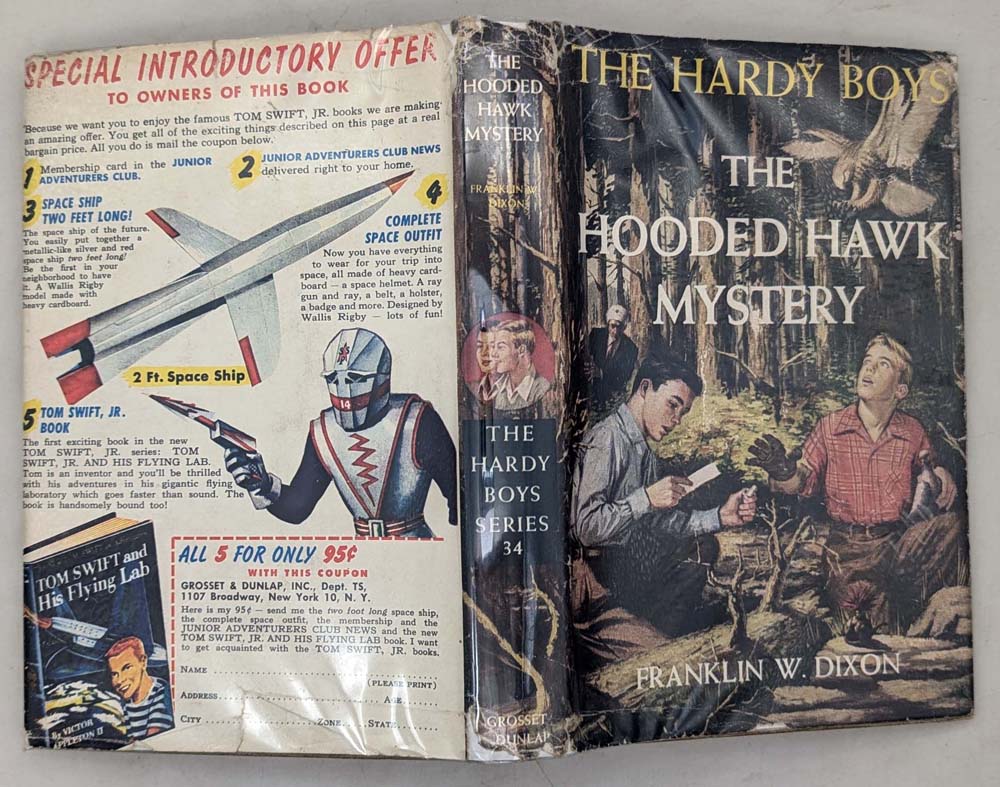 SPECIAL INTRODUCTORY OFFER
TO OWNERS OF THIS BOOK
Because we want you to enjoy the famous TOM SWIFT, JR. books we are making
an amazing offer. You get all of the exciting things described on this page at a real
bargain price. All you do is mail the coupon below.
1 Membership card in the JUNIOR
ADVENTURERS CLUB.
2 JUNIOR ADVENTURERS CLUB NEWS
delivered right to your home.
3 SPACE SHIP
TWO FEET LONG!
The space ship of the future.
You easily put together a
metallic-like silver and red
space ship two feet long!
Be the first in your
neighborhood to have
it. A Wallis Rigby
model made with
heavy cardboard.
4
COMPLETE
SPACE OUTFIT
Now you have everything
to wear for your trip into
space, all made of heavy card-
board — a space helmet. A ray
gun and ray, a belt, a holster,
a badge and more. Designed by
Wallis Rigby — lots of fun!
2 Ft. Space Ship
14
5 TOM SWIFT, JR.
BOOK
The first exciting book in the new
TOM SWIFT, JR. series: TOM
SWIFT, JR. AND HIS FLYING LAB.
Tom is an inventor and you'll be thrilled
with his adventures in his gigantic flying
laboratory which goes faster than sound. The
book is handsomely bound too!
TOM SWIFT and
His Flying Lab
By VICTOR
APPLETON II
ALL 5 FOR ONLY 95¢
WITH THIS COUPON
GROSSET & DUNLAP, INC., Dept. TS,
1107 Broadway, New York 10, N. Y.
Here is my 95¢ — send me the two foot long space ship,
the complete space outfit, the membership and the
JUNIOR ADVENTURERS CLUB NEWS and the new
TOM SWIFT, JR. AND HIS FLYING LAB book. I want
to get acquainted with the TOM SWIFT, JR. books.
NAME
(PLEASE PRINT)
ADDRESS AGE
CITY ZONE STATE
THE
HOODED
HAWK
MYSTERY
FRANKLIN W.
DIXON
THE
HARDY
BOYS
SERIES
34
GROSSET
DUNLAP
THE HARDY BOYS
THE
HOODED HAWK
MYSTERY
FRANKLIN W. DIXON